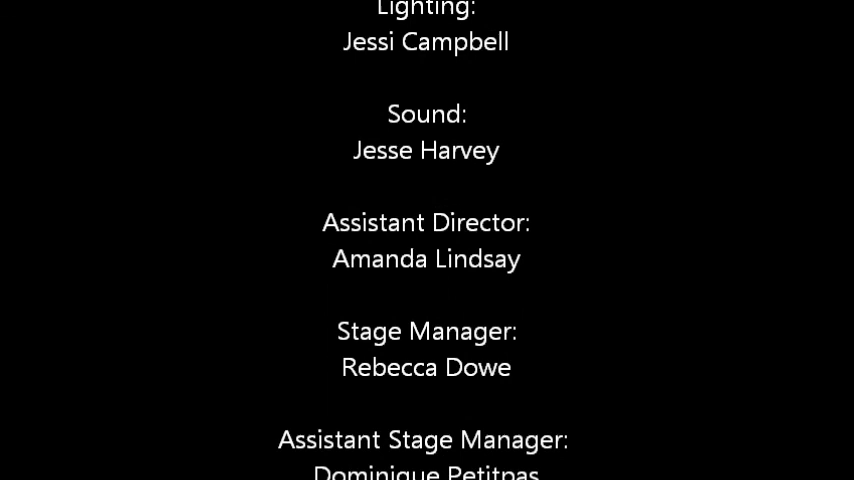 Lighting:
Jessi Campbell
Sound:
Jesse Harvey
Assistant Director:
Amanda Lindsay
Stage Manager:
Rebecca Dowe
Assistant Stage Manager:
Dominique Petitpas